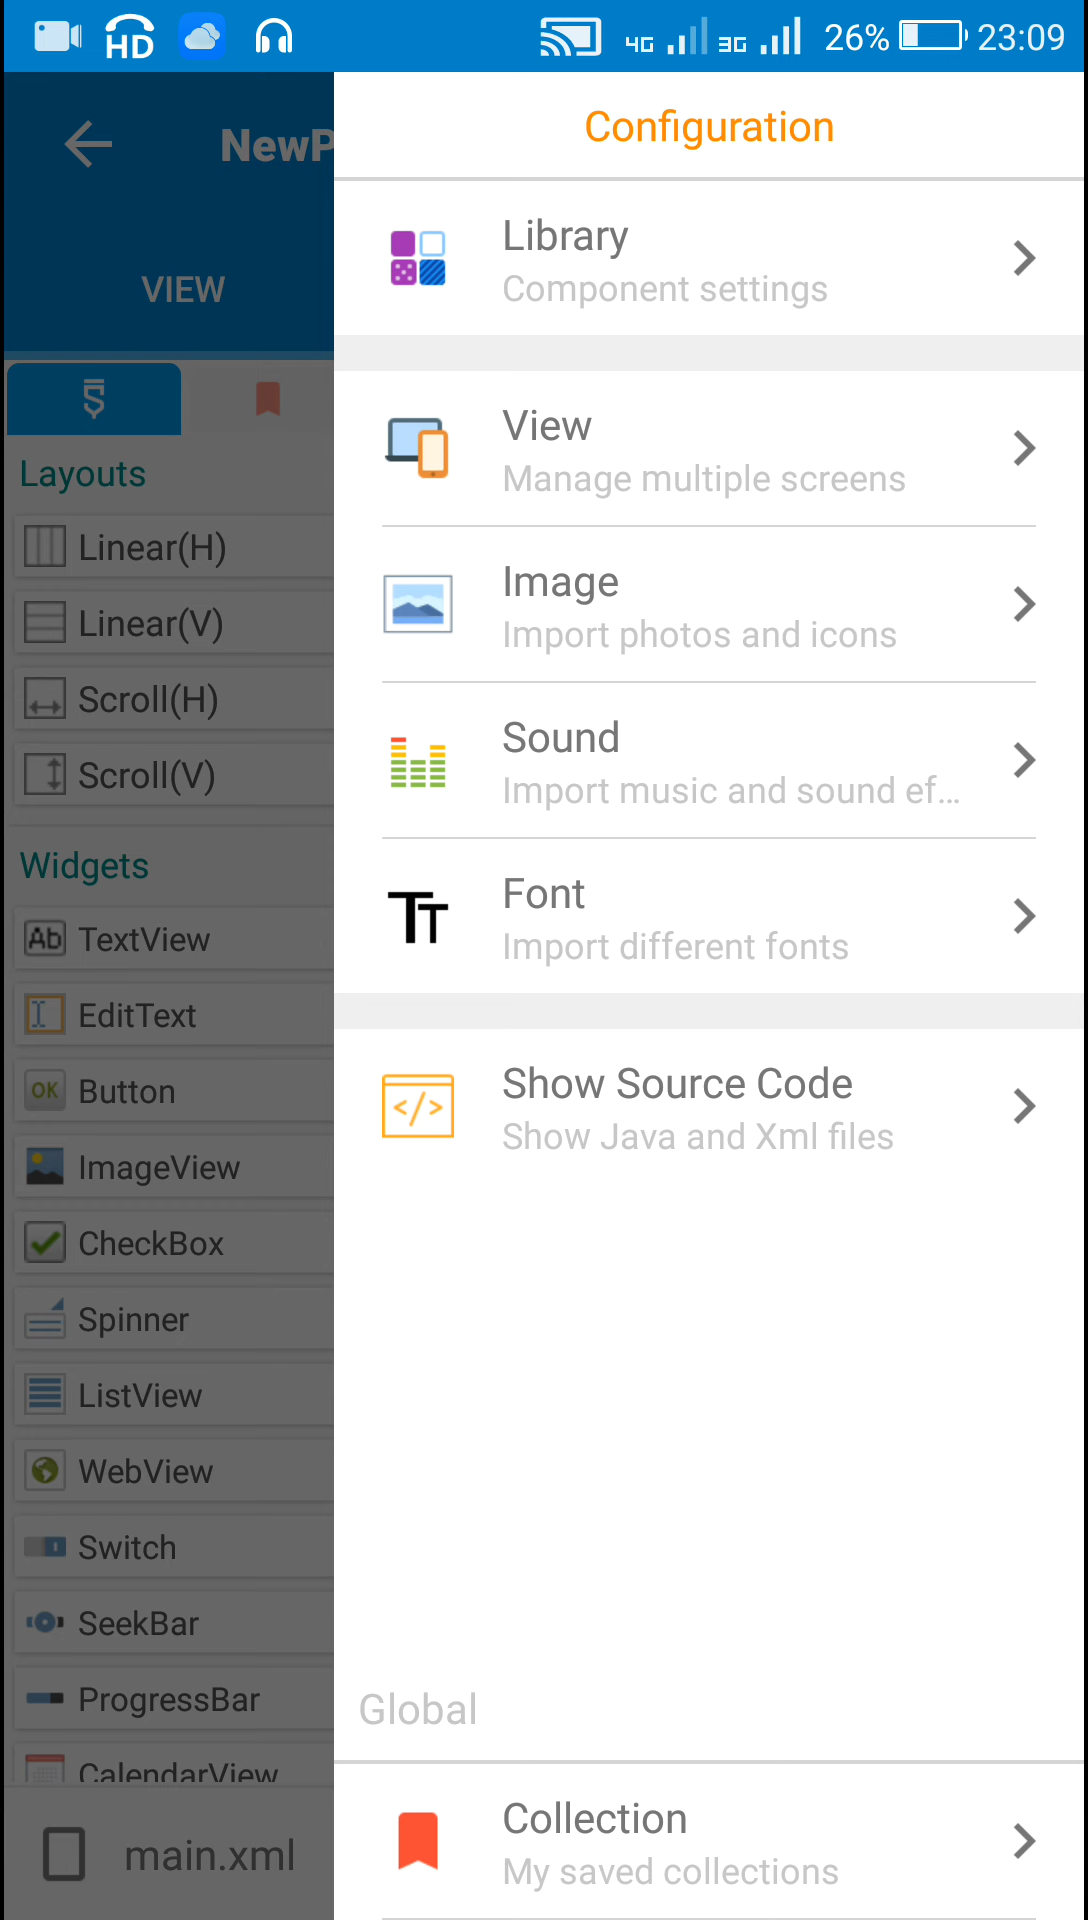 HD 4G 3G 26% 23:09
NewP
VIEW
Layouts
Linear(H)
Linear(V)
Scroll(H)
Scroll(V)
Widgets
Ab TextView
EditText
OK Button
ImageView
CheckBox
Spinner
ListView
WebView
Switch
SeekBar
ProgressBar
CalendarView
main.xml
Configuration
Library
Component settings
View
Manage multiple screens
Image
Import photos and icons
Sound
Import music and sound ef...
TT Font
Import different fonts
</> Show Source Code
Show Java and Xml files
Global
Collection
My saved collections